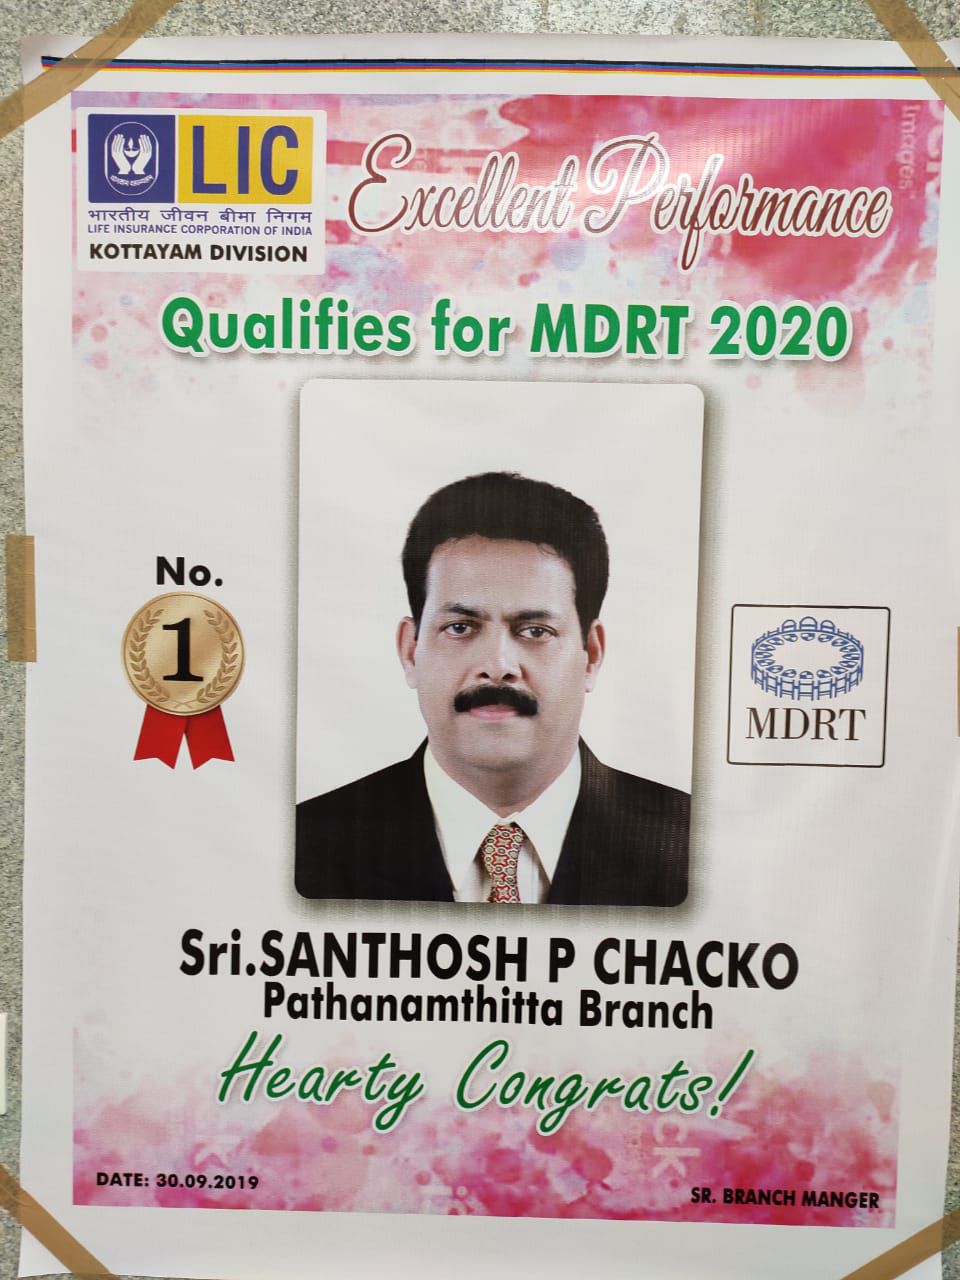 LIC
भारतीय जीवन बीमा निगम
LIFE INSURANCE CORPORATION OF INDIA
KOTTAYAM DIVISION
Excellent Performance
Qualifies for MDRT 2020
No.
1
MDRT
Sri.SANTHOSH P CHACKO
Pathanamthitta Branch
Hearty Congrats!
DATE: 30.09.2019
SR. BRANCH MANGER